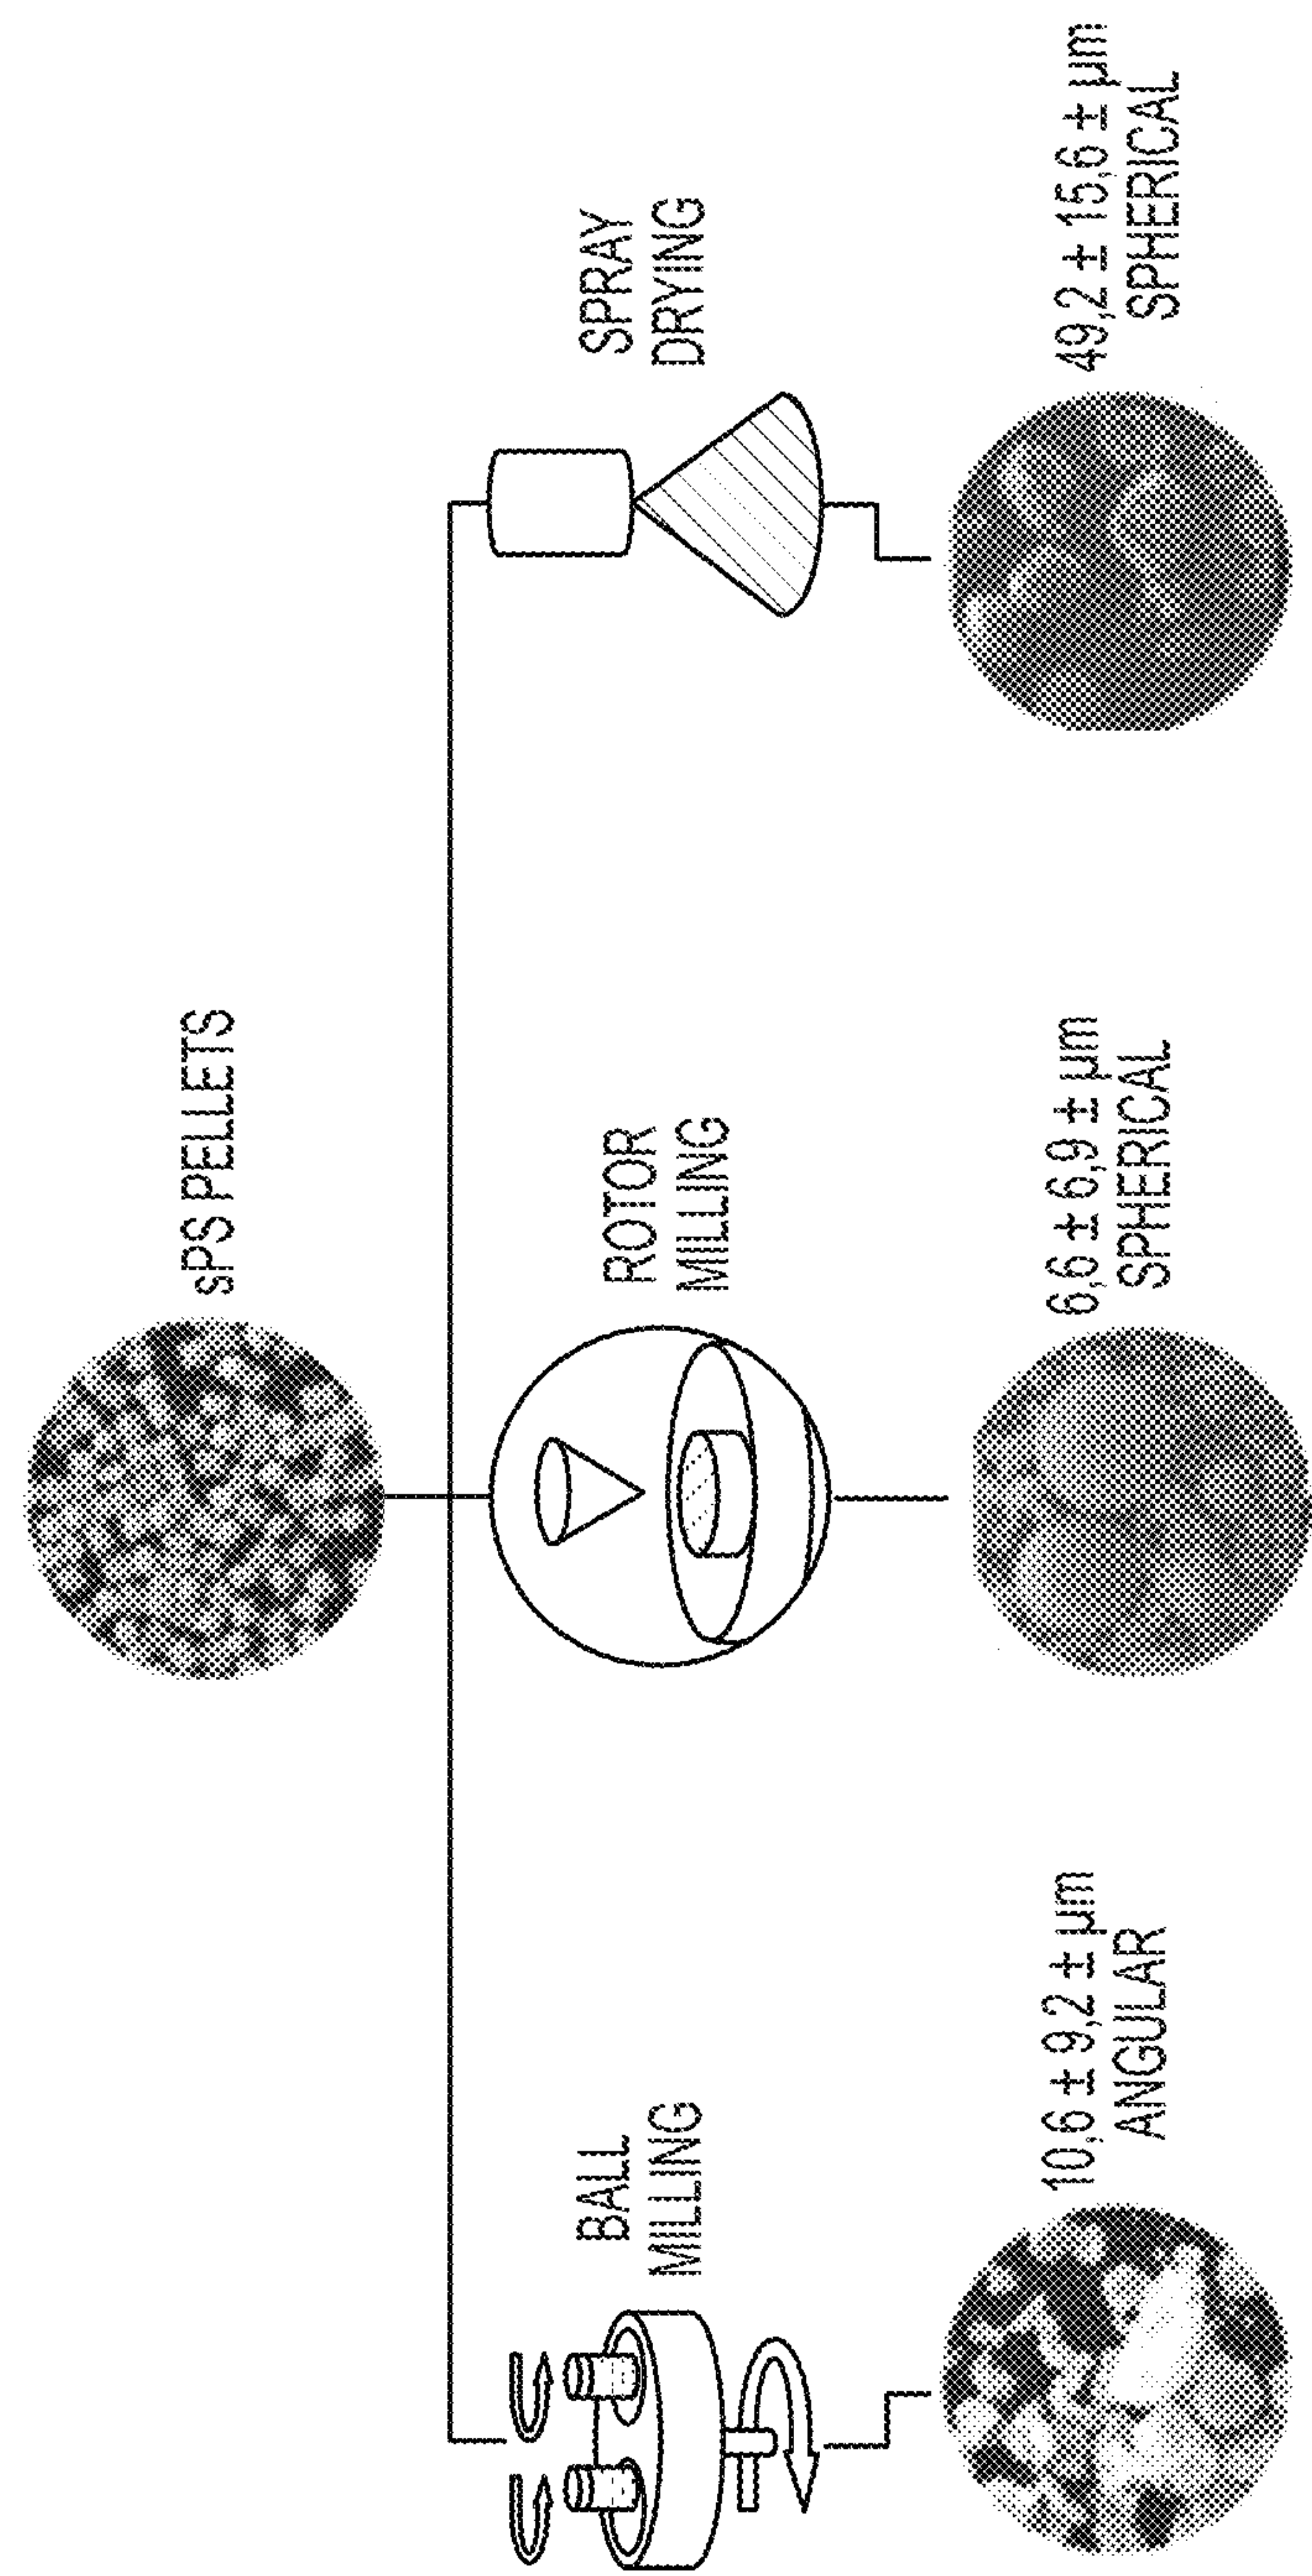 sPS PELLETS
BALL
MILLING
ROTOR
MILLING
SPRAY
DRYING
10,6 ± 9,2 ± µm
ANGULAR
6,6 ± 6,9 ± µm
SPHERICAL
49,2 ± 15,6 ± µm
SPHERICAL